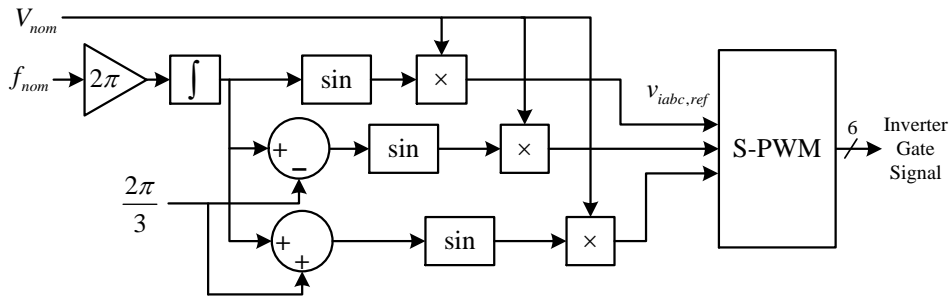 V_nom
f_nom
2π
∫
sin
×
v_iabc,ref
+
−
sin
×
S-PWM
6
Inverter
Gate
Signal
2π
3
+
+
sin
×